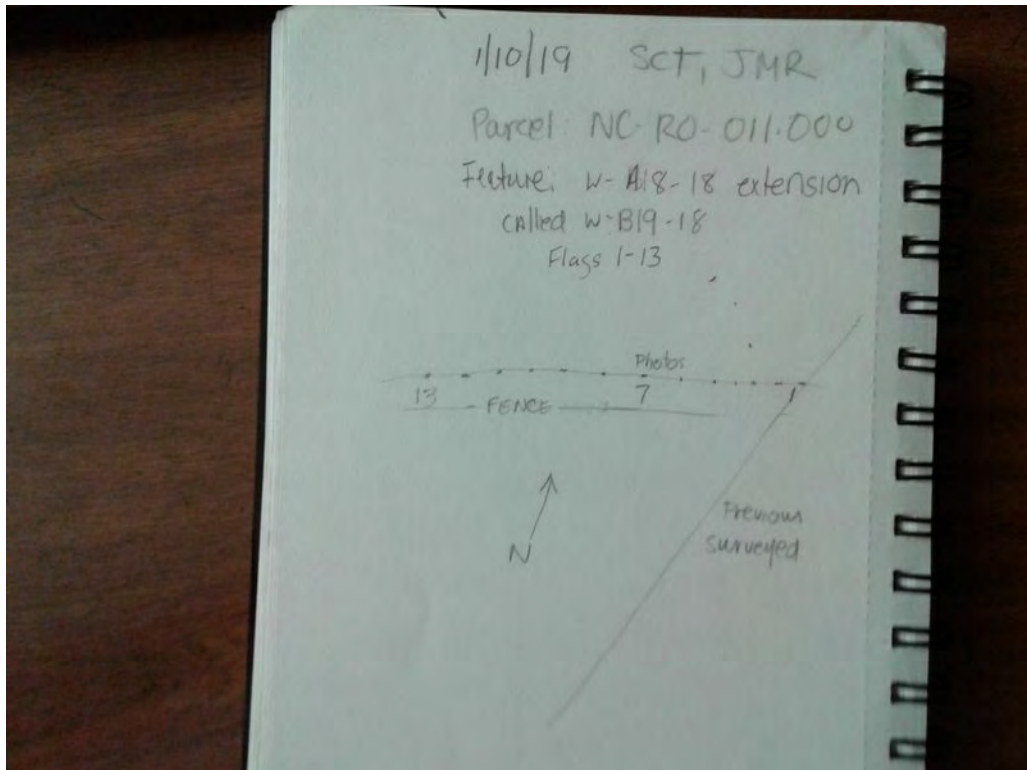 1/10/19 SCT, JMR
Parcel: NC-RO-011.000
Feature: W-A18-18 extension
called W-B19-18
Flags 1-13
Photos
13 7 1
FENCE
Previous
surveyed
N